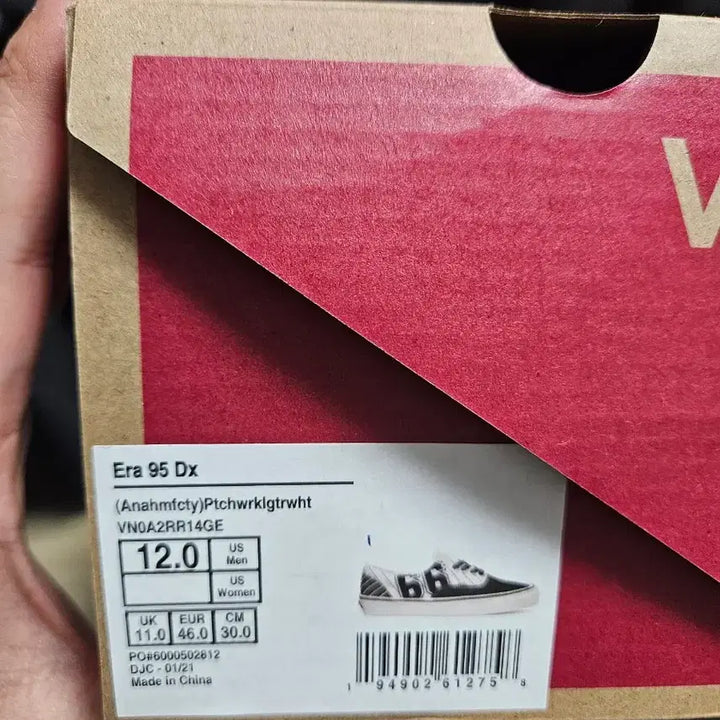 V
Era 95 Dx
(Anahmfcty)Ptchwrklgtrwht
VN0A2RR14GE
12.0 US Men
US Women
UK EUR CM
11.0 46.0 30.0
PO#6000502812
DJC - 01/21
Made in China
66
1 94902 61275 8